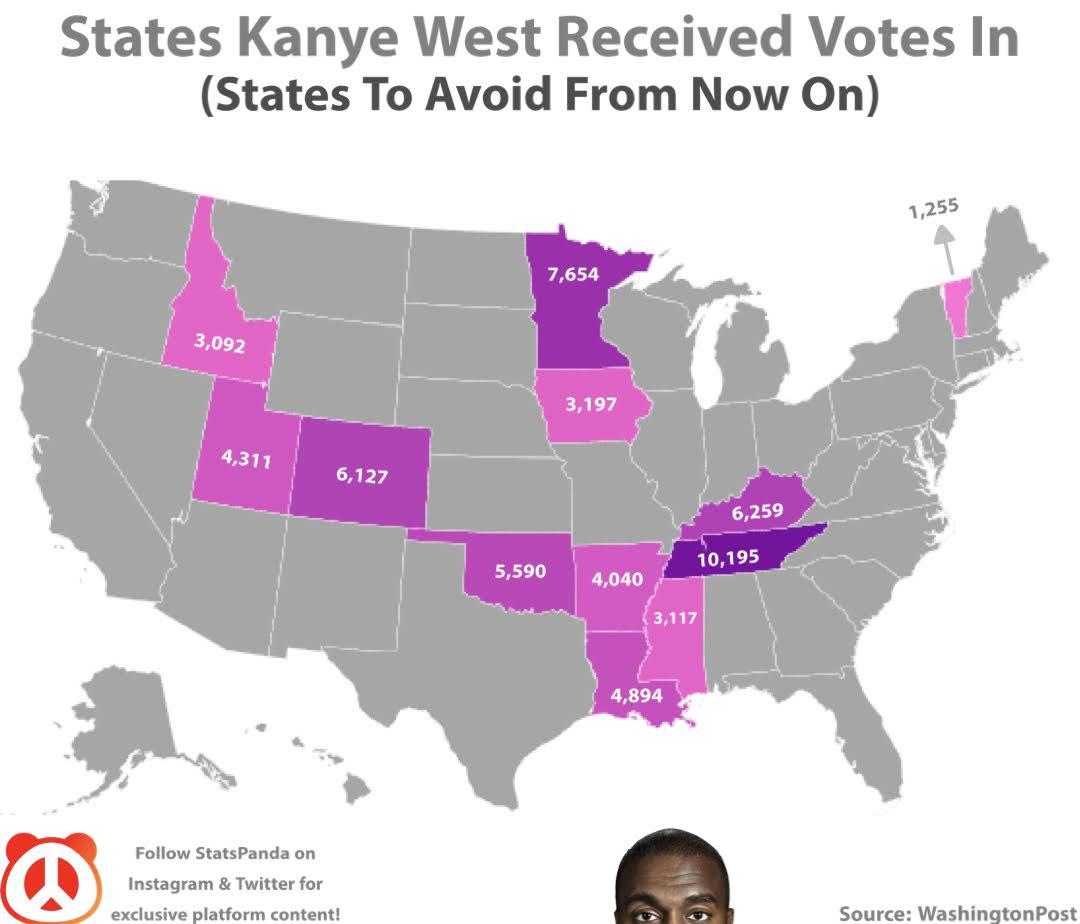 States Kanye West Received Votes In
(States To Avoid From Now On)
1,255
7,654
3,092
3,197
4,311
6,127
6,259
10,195
5,590
4,040
3,117
4,894
Follow StatsPanda on
Instagram & Twitter for
exclusive platform content!
Source: WashingtonPost